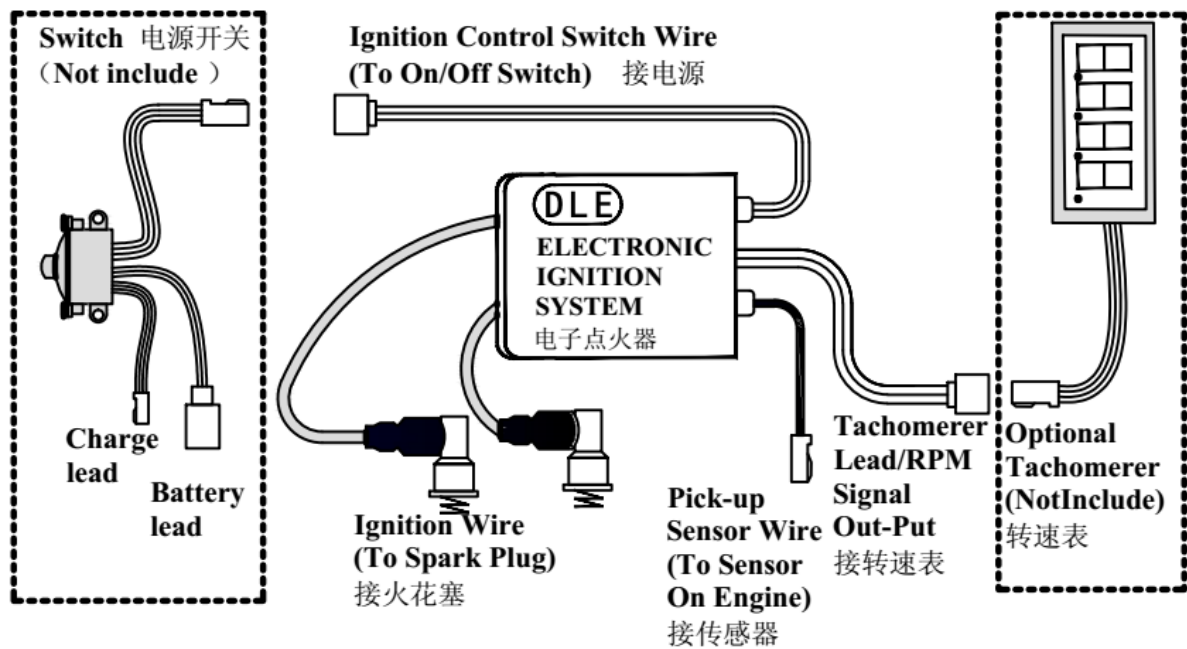 Switch 电源开关
（Not include ）
Charge
lead
Battery
lead
Ignition Control Switch Wire
(To On/Off Switch) 接电源
DLE
ELECTRONIC
IGNITION
SYSTEM
电子点火器
Ignition Wire
(To Spark Plug)
接火花塞
Pick-up
Sensor Wire
(To Sensor
On Engine)
接传感器
Tachomerer
Lead/RPM
Signal
Out-Put
接转速表
Optional
Tachomerer
(NotInclude)
转速表